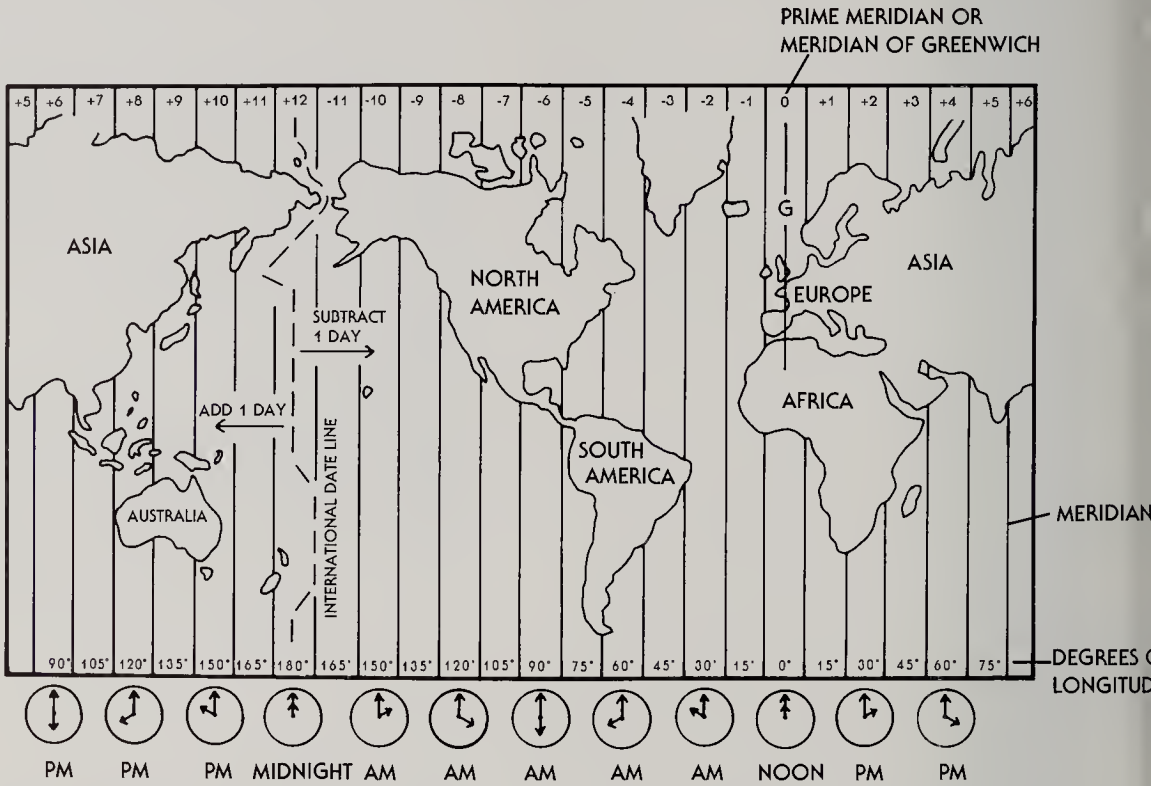 PRIME MERIDIAN OR
MERIDIAN OF GREENWICH
+5 +6 +7 +8 +9 +10 +11 +12 -11 -10 -9 -8 -7 -6 -5 -4 -3 -2 -1 0 +1 +2 +3 +4 +5 +6
G
ASIA
NORTH
AMERICA
EUROPE
ASIA
SUBTRACT
1 DAY
ADD 1 DAY
AFRICA
SOUTH
AMERICA
INTERNATIONAL DATE LINE
AUSTRALIA
MERIDIAN
90° 105° 120° 135° 150° 165° 180° 165° 150° 135° 120° 105° 90° 75° 60° 45° 30° 15° 0° 15° 30° 45° 60° 75°
DEGREES
LONGITUD
PM PM PM MIDNIGHT AM AM AM AM AM NOON PM PM